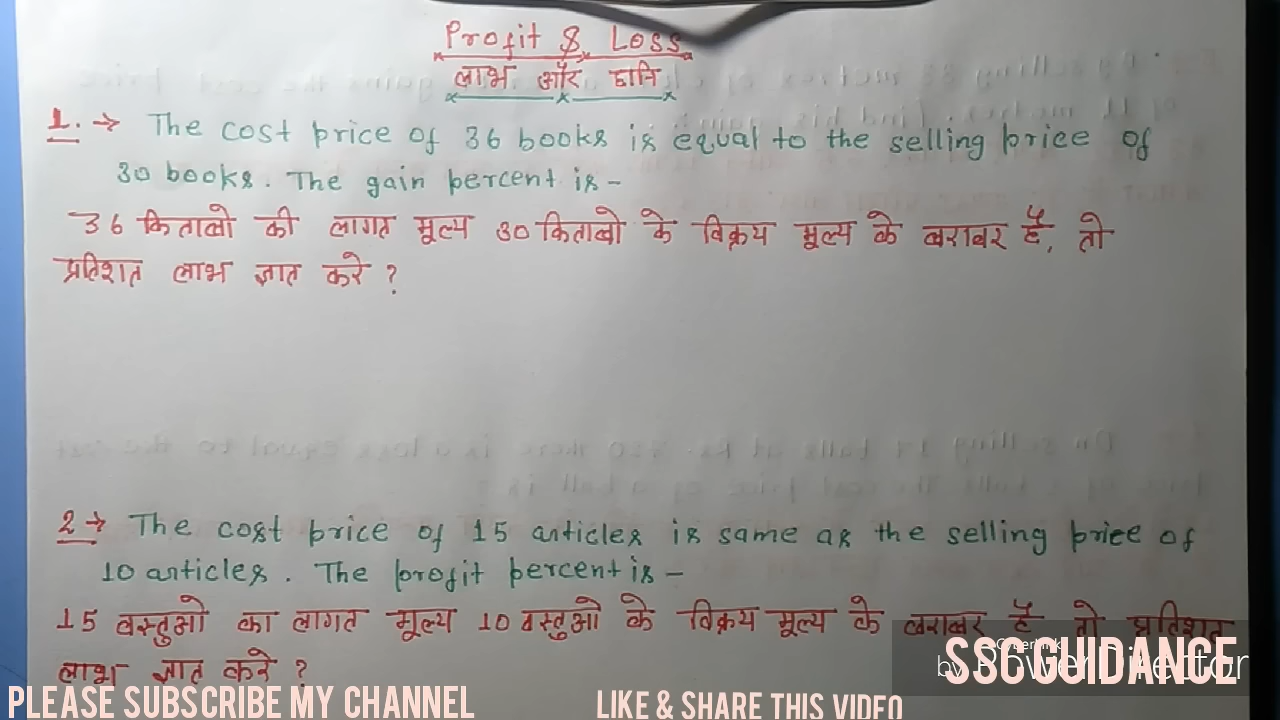 Profit & Loss
लाभ और हानि
1. → The cost price of 36 books is equal to the selling price of
30 books. The gain percent is -
36 किताबो की लागत मूल्य 30 किताबो के विक्रय मूल्य के बराबर है, तो
प्रतिशत लाभ ज्ञात करे ?
2 → The cost price of 15 articles is same as the selling price of
10 articles. The profit percent is -
15 वस्तुओ का लागत मूल्य 10 वस्तुओ के विक्रय मूल्य के बराबर है तो प्रतिशत
लाभ ज्ञात करे ?
by PowerDirector
SSC GUIDANCE
PLEASE SUBSCRIBE MY CHANNEL
LIKE & SHARE THIS VIDEO